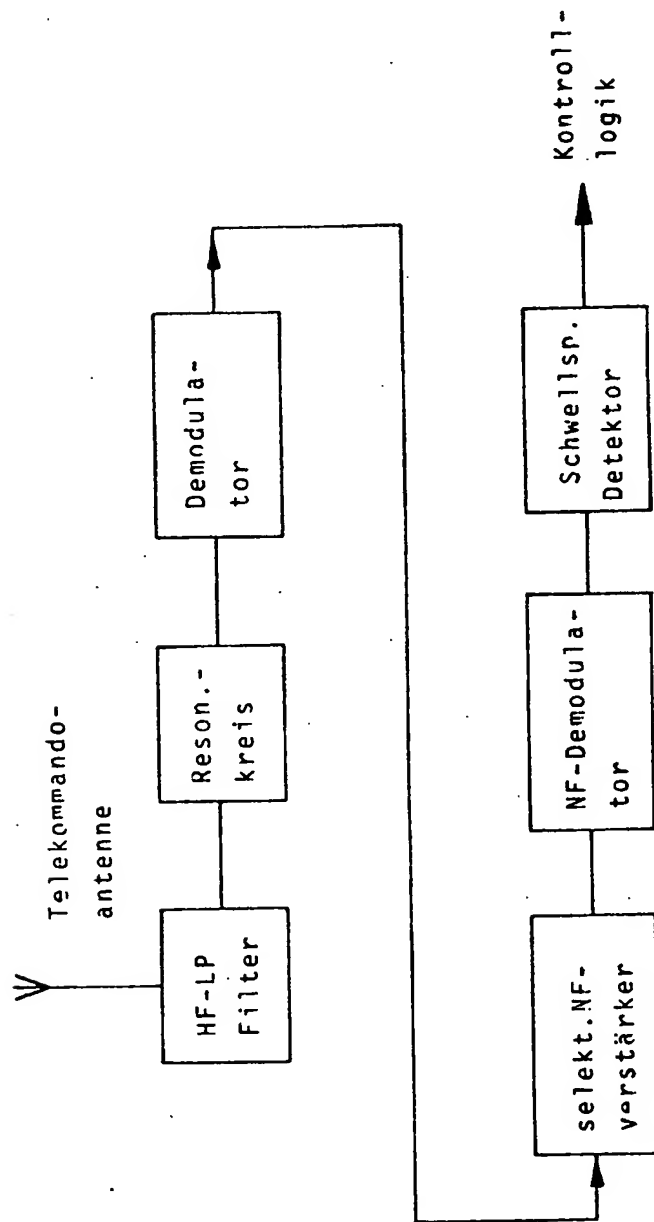 Telekommando-
antenne
HF-LP
Filter
Reson.-
kreis
Demodula-
tor
selekt.NF-
verstärker
NF-Demodula-
tor
Schwellsp.
Detektor
Kontroll-
logik